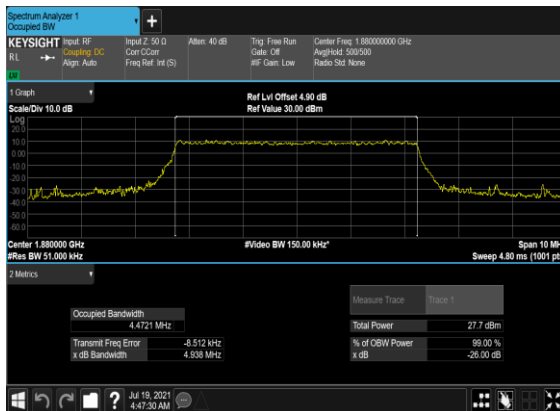 Spectrum Analyzer 1
Occupied BW
KEYSIGHT Input: RF Input Z: 50 Ω Atten: 40 dB Trig: Free Run Center Freq: 1.880000000 GHz
RL Coupling: DC Corr CCorr Gate: Off Avg|Hold: 500/500
Align: Auto Freq Ref: Int (S) #IF Gain: Low Radio Std: None
1 Graph
Ref Lvl Offset 4.90 dB
Scale/Div 10.0 dB Ref Value 30.00 dBm
Log
20.0
10.0
0.00
-10.0
-20.0
-30.0
-40.0
-50.0
-60.0
Center 1.880000 GHz #Video BW 150.00 kHz* Span 10 MH
#Res BW 51.000 kHz Sweep 4.80 ms (1001 pts
2 Metrics
Measure Trace Trace 1
Occupied Bandwidth
4.4721 MHz Total Power 27.7 dBm
Transmit Freq Error -8.512 kHz % of OBW Power 99.00 %
x dB Bandwidth 4.938 MHz x dB -26.00 dB
Jul 19, 2021
4:47:30 AM